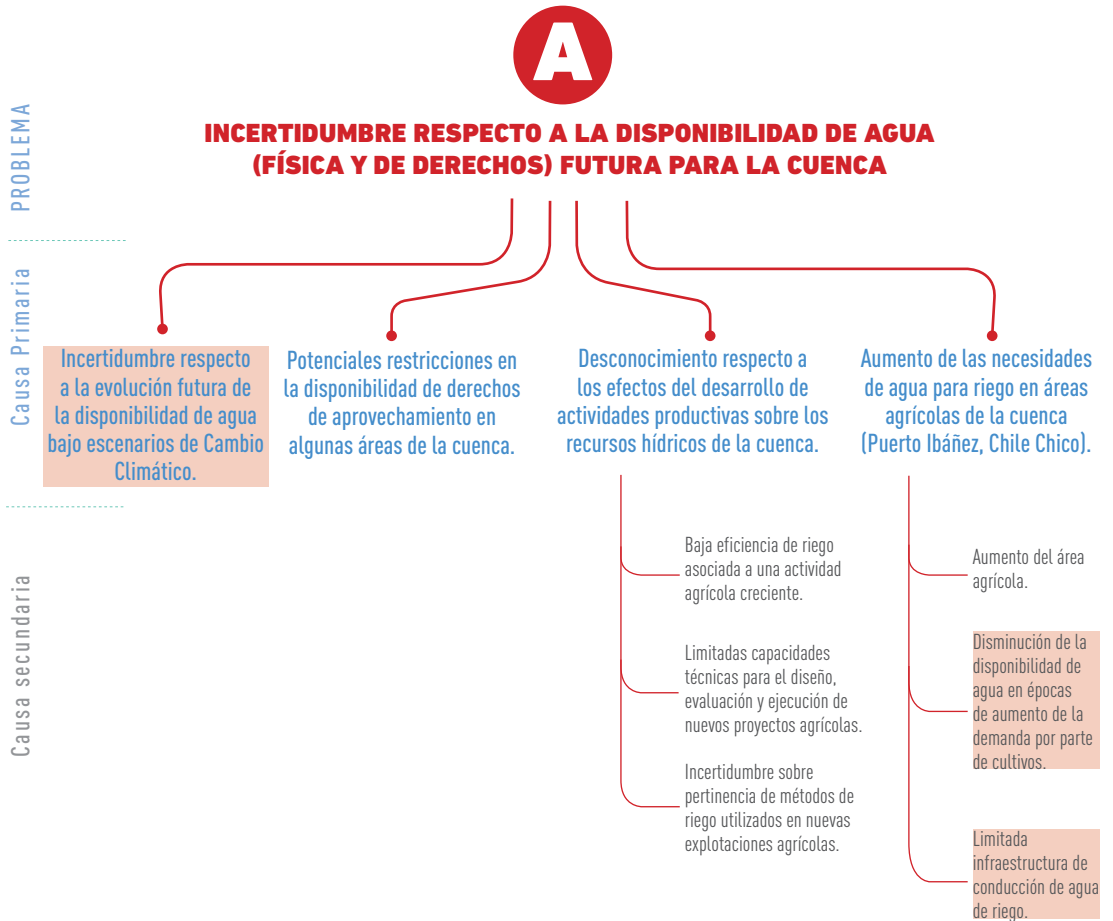 A
INCERTIDUMBRE RESPECTO A LA DISPONIBILIDAD DE AGUA
(FÍSICA Y DE DERECHOS) FUTURA PARA LA CUENCA
PROBLEMA
Causa Primaria
Incertidumbre respecto
a la evolución futura de
la disponibilidad de agua
bajo escenarios de Cambio
Climático.
Potenciales restricciones en
la disponibilidad de derechos
de aprovechamiento en
algunas áreas de la cuenca.
Desconocimiento respecto a
los efectos del desarrollo de
actividades productivas sobre los
recursos hídricos de la cuenca.
Aumento de las necesidades
de agua para riego en áreas
agrícolas de la cuenca
(Puerto Ibáñez, Chile Chico).
Causa secundaria
Baja eficiencia de riego
asociada a una actividad
agrícola creciente.
Limitadas capacidades
técnicas para el diseño,
evaluación y ejecución de
nuevos proyectos agrícolas.
Incertidumbre sobre
pertinencia de métodos de
riego utilizados en nuevas
explotaciones agrícolas.
Aumento del área
agrícola.
Disminución de la
disponibilidad de
agua en épocas
de aumento de la
demanda por parte
de cultivos.
Limitada
infraestructura de
conducción de agua
de riego.